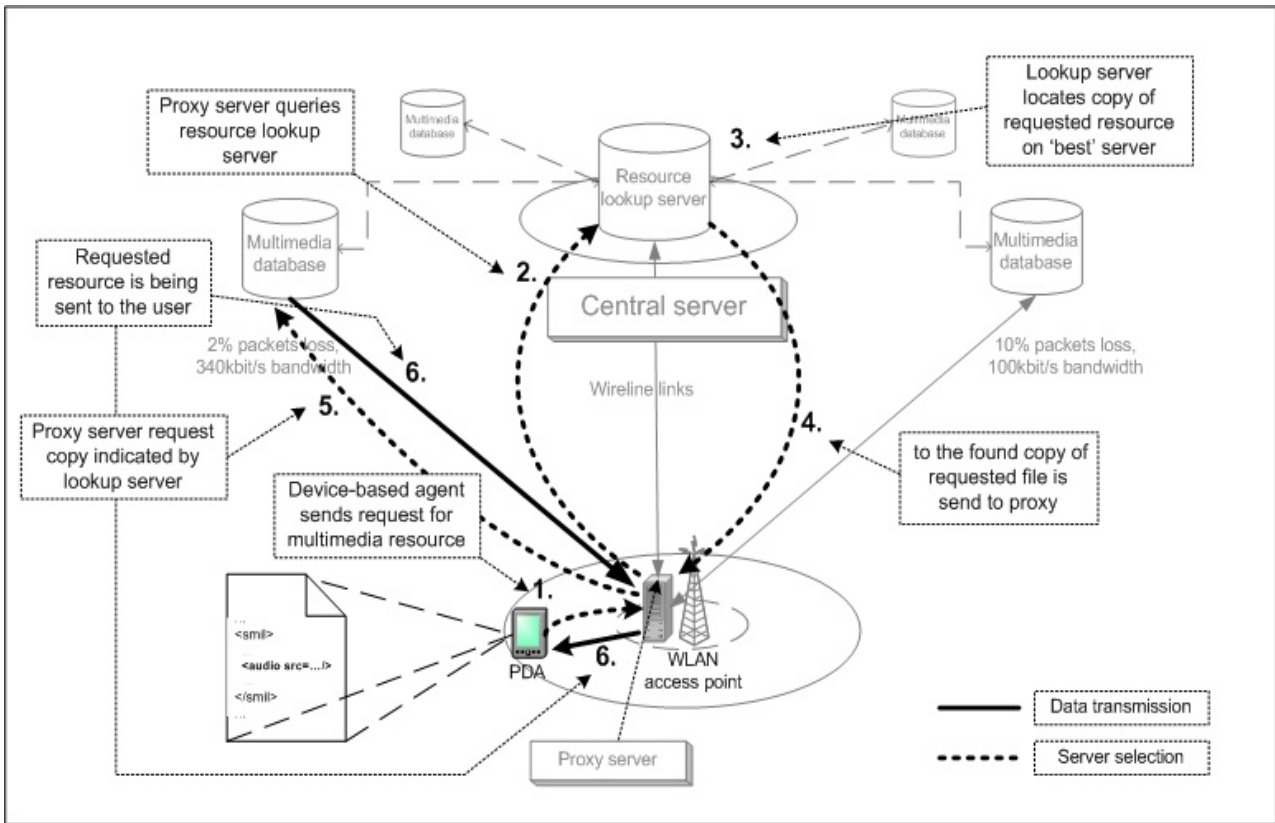 Proxy server queries
resource lookup
server
Multimedia
database
3.
Multimedia
database
Lookup server
locates copy of
requested resource
on ‘best’ server
Resource
lookup server
Requested
resource is being
sent to the user
Multimedia
database
2.
Central server
Multimedia
database
2% packets loss,
340kbit/s bandwidth
6.
10% packets loss,
100kbit/s bandwidth
Wireline links
5.
4.
Proxy server request
copy indicated by
lookup server
to the found copy of
requested file is
send to proxy
Device-based agent
sends request for
multimedia resource
1.
...
<smil>
...
<audio src=.../>
</smil>
...
PDA
6.
WLAN
access point
Proxy server
Data transmission
Server selection